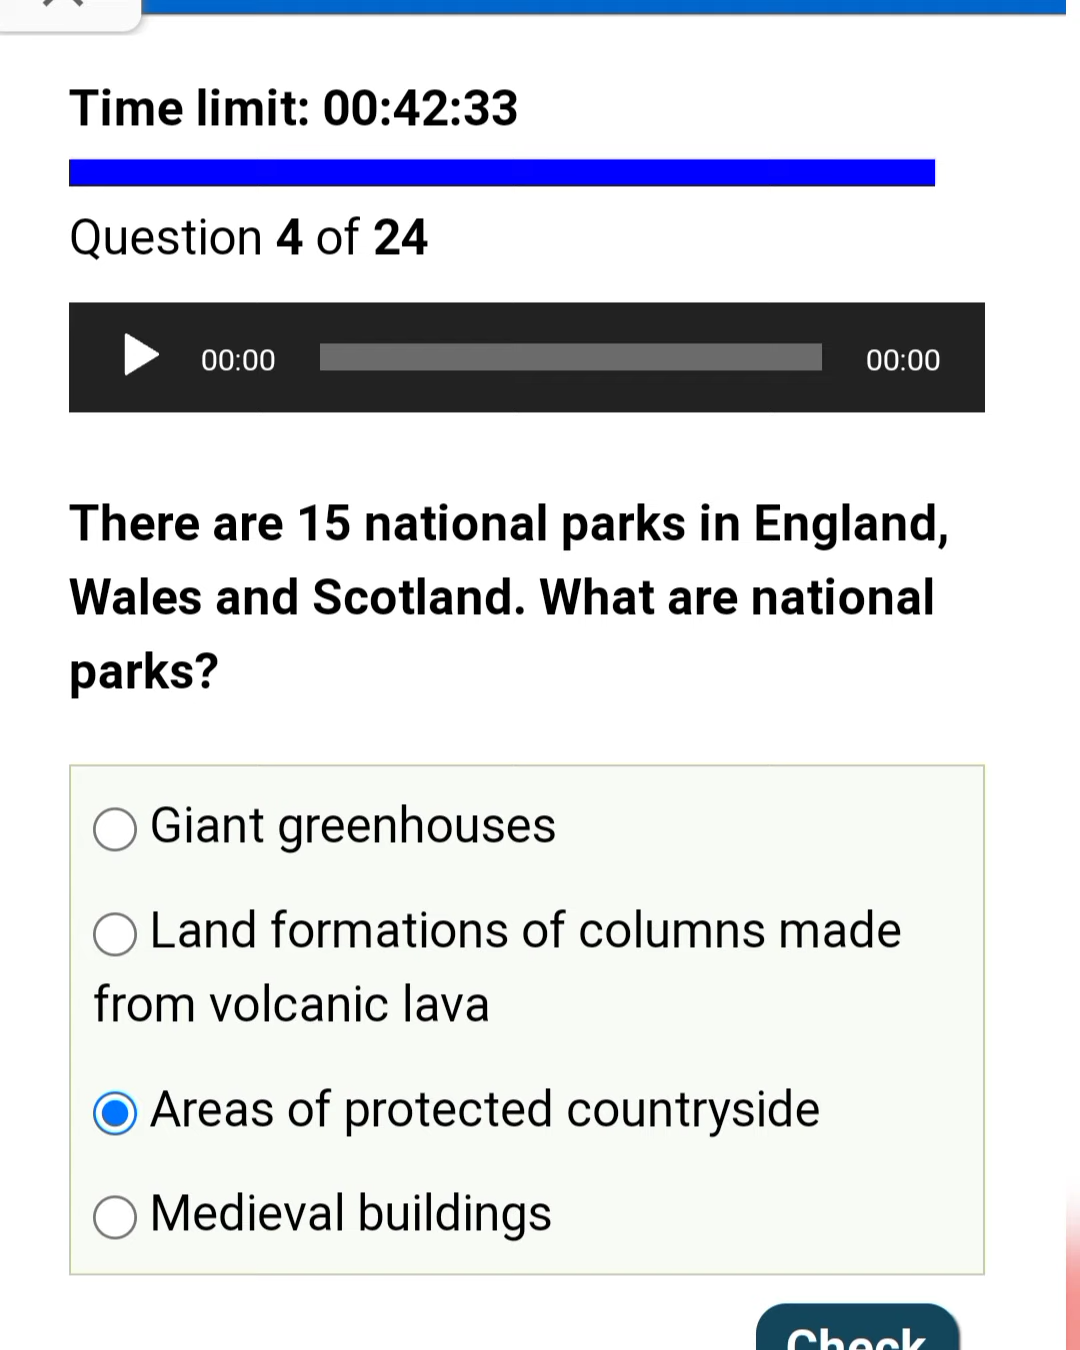 Time limit: 00:42:33
Question 4 of 24
00:00 00:00
There are 15 national parks in England,
Wales and Scotland. What are national
parks?
Giant greenhouses
Land formations of columns made
from volcanic lava
Areas of protected countryside
Medieval buildings
Check